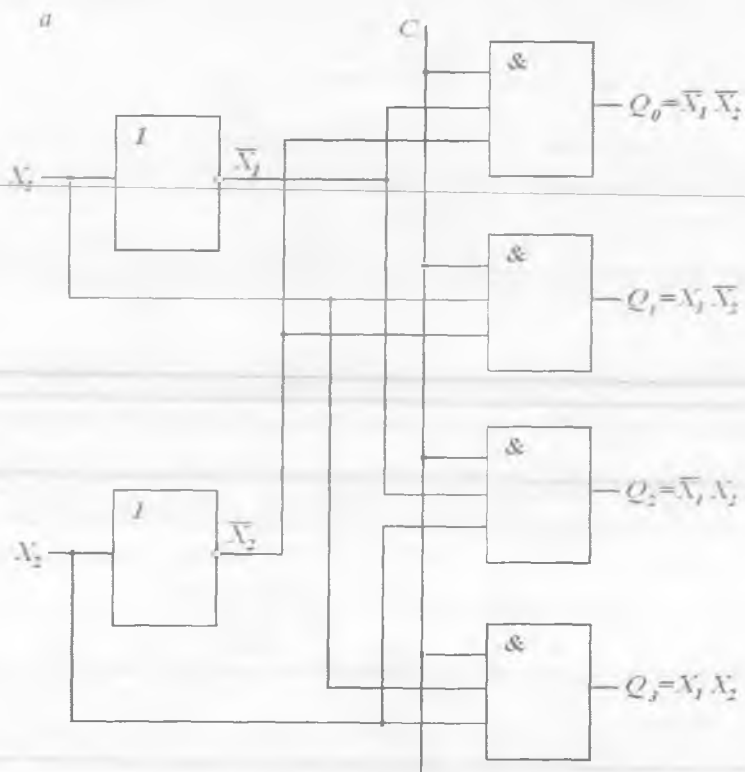 a
C
&
Q₀=X̅₁ X̅₂
1
X̅₁
X₁
&
Q₁=X₁ X̅₂
&
1
X̅₂
Q₂=X̅₁ X₂
X₂
&
Q₃=X₁ X₂